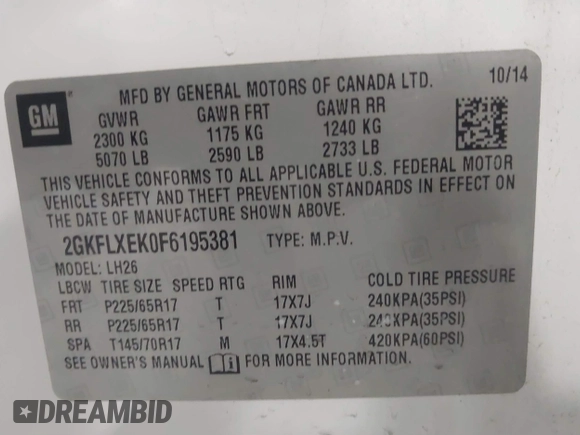 GM
MFD BY GENERAL MOTORS OF CANADA LTD. 10/14
GVWR GAWR FRT GAWR RR
2300 KG 1175 KG 1240 KG
5070 LB 2590 LB 2733 LB
THIS VEHICLE CONFORMS TO ALL APPLICABLE U.S. FEDERAL MOTOR
VEHICLE SAFETY AND THEFT PREVENTION STANDARDS IN EFFECT ON
THE DATE OF MANUFACTURE SHOWN ABOVE.
2GKFLXEK0F6195381 TYPE: M.P.V.
MODEL: LH26
LBCW TIRE SIZE SPEED RTG RIM COLD TIRE PRESSURE
FRT P225/65R17 T 17X7J 240KPA(35PSI)
RR P225/65R17 T 17X7J 240KPA(35PSI)
SPA T145/70R17 M 17X4.5T 420KPA(60PSI)
SEE OWNER'S MANUAL i FOR MORE INFORMATION.
DREAMBID